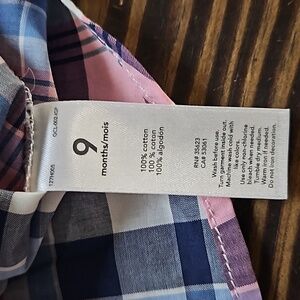 9
months/mois
100% cotton
100 % coton
100% algodón
RN# 35623
CA# 53061
Wash before use.
Turn garment inside out.
Machine wash cold with
like colors.
Use only non-chlorine
bleach when needed.
Tumble dry medium.
Warm iron if needed.
Do not iron decoration.